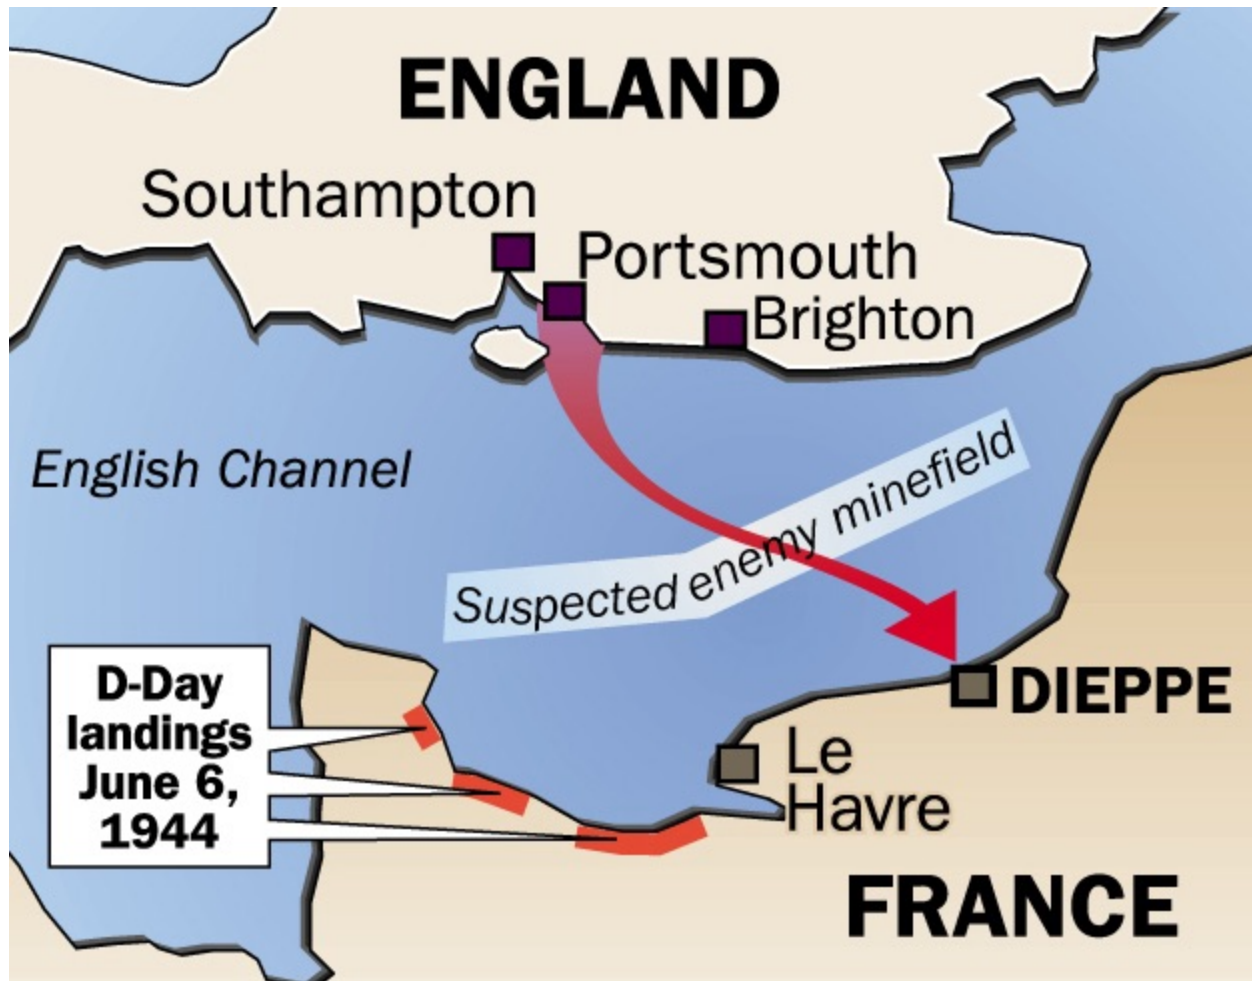 ENGLAND
Southampton
Portsmouth
Brighton
English Channel
Suspected enemy minefield
D-Day
landings
June 6,
1944
DIEPPE
Le
Havre
FRANCE